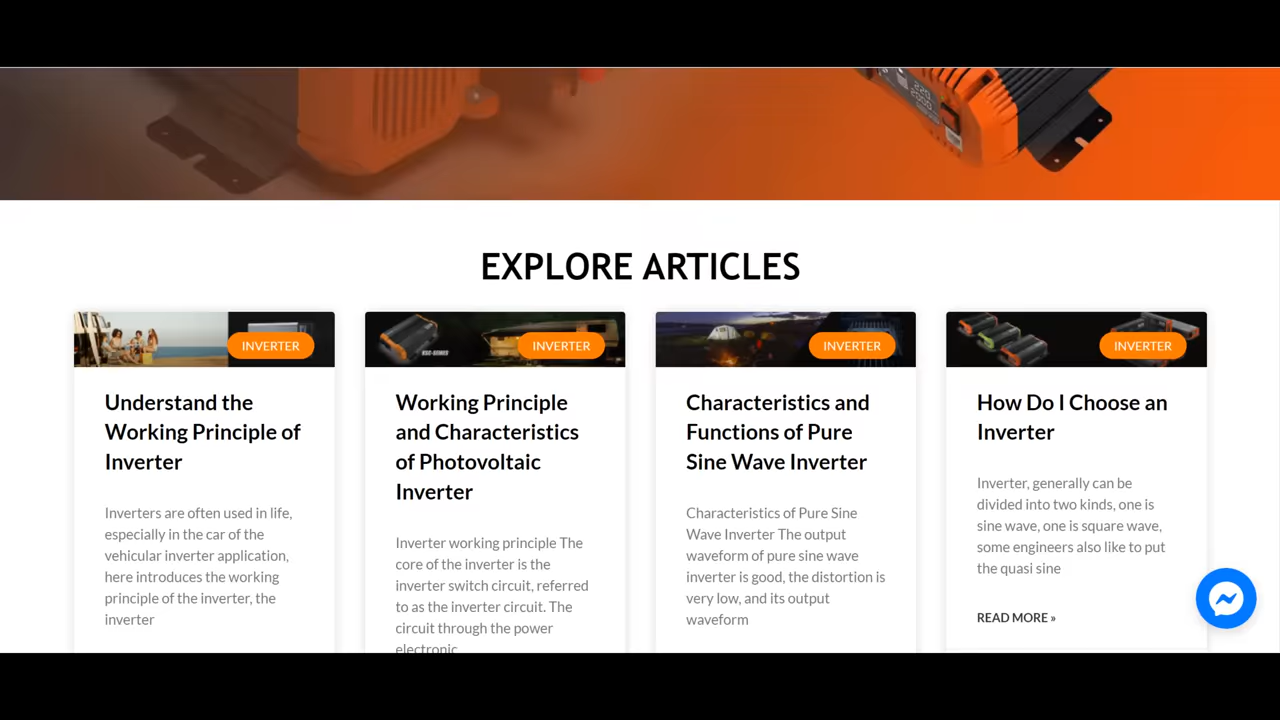 220.
2000
EXPLORE ARTICLES
INVERTER
Understand the
Working Principle of
Inverter
Inverters are often used in life,
especially in the car of the
vehicular inverter application,
here introduces the working
principle of the inverter, the
inverter
INVERTER
Working Principle
and Characteristics
of Photovoltaic
Inverter
Inverter working principle The
core of the inverter is the
inverter switch circuit, referred
to as the inverter circuit. The
circuit through the power
electronic
INVERTER
Characteristics and
Functions of Pure
Sine Wave Inverter
Characteristics of Pure Sine
Wave Inverter The output
waveform of pure sine wave
inverter is good, the distortion is
very low, and its output
waveform
INVERTER
How Do I Choose an
Inverter
Inverter, generally can be
divided into two kinds, one is
sine wave, one is square wave,
some engineers also like to put
the quasi sine
READ MORE »